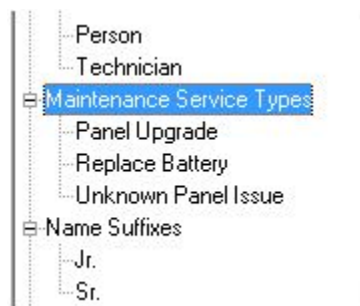 Person
Technician
Maintenance Service Types
Panel Upgrade
Replace Battery
Unknown Panel Issue
Name Suffixes
Jr.
Sr.